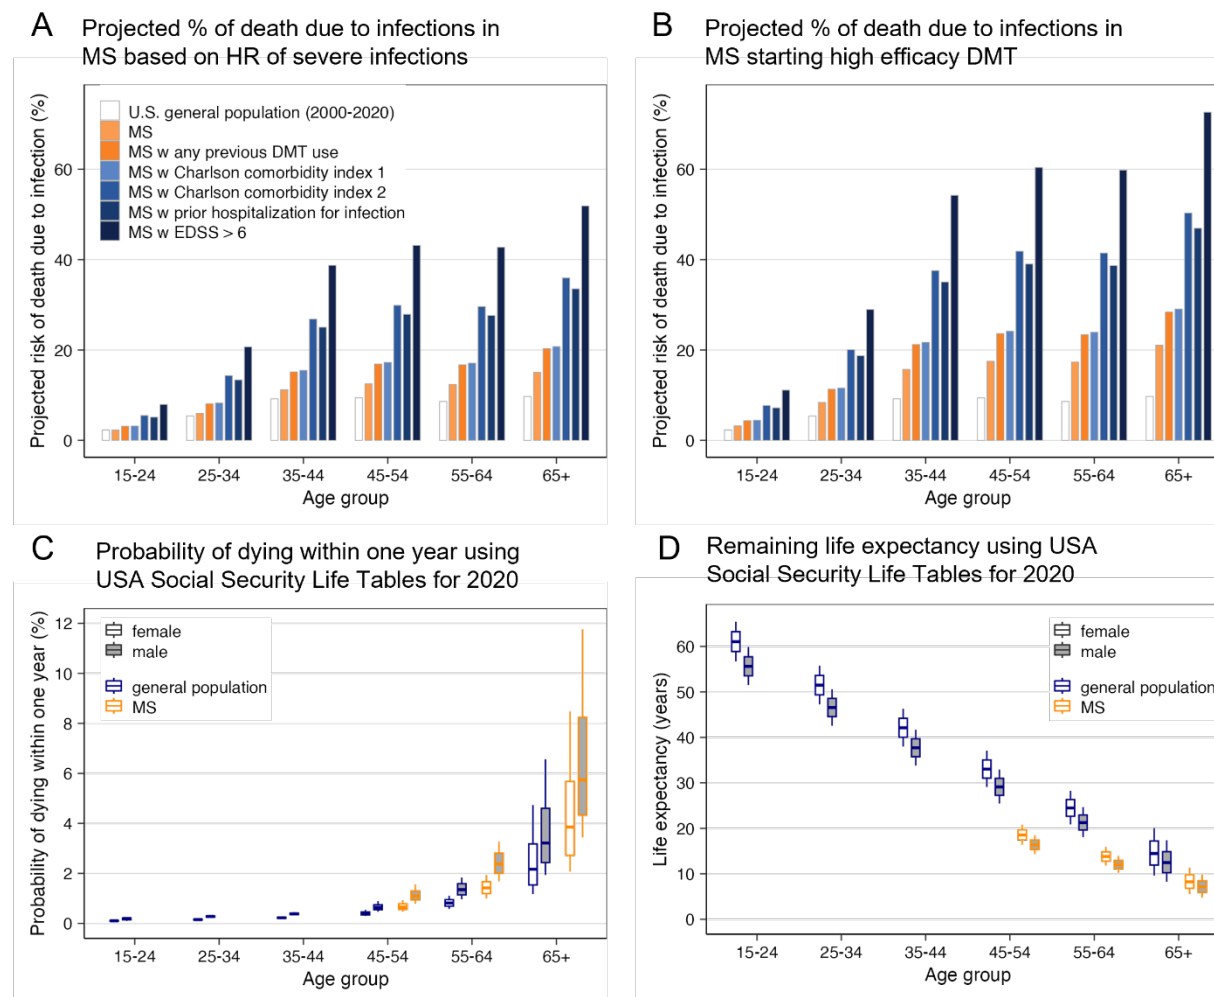 A Projected % of death due to infections in
MS based on HR of severe infections
Projected risk of death due to infection (%)
60
40
20
0
U.S. general population (2000-2020)
MS
MS w any previous DMT use
MS w Charlson comorbidity index 1
MS w Charlson comorbidity index 2
MS w prior hospitalization for infection
MS w EDSS > 6
15-24 25-34 35-44 45-54 55-64 65+
Age group
B Projected % of death due to infections in
MS starting high efficacy DMT
Projected risk of death due to infection (%)
60
40
20
0
15-24 25-34 35-44 45-54 55-64 65+
Age group
C Probability of dying within one year using
USA Social Security Life Tables for 2020
Probability of dying within one year (%)
12
10
8
6
4
2
0
female
male
general population
MS
15-24 25-34 35-44 45-54 55-64 65+
Age group
D Remaining life expectancy using USA
Social Security Life Tables for 2020
Life expectancy (years)
60
50
40
30
20
10
0
female
male
general population
MS
15-24 25-34 35-44 45-54 55-64 65+
Age group